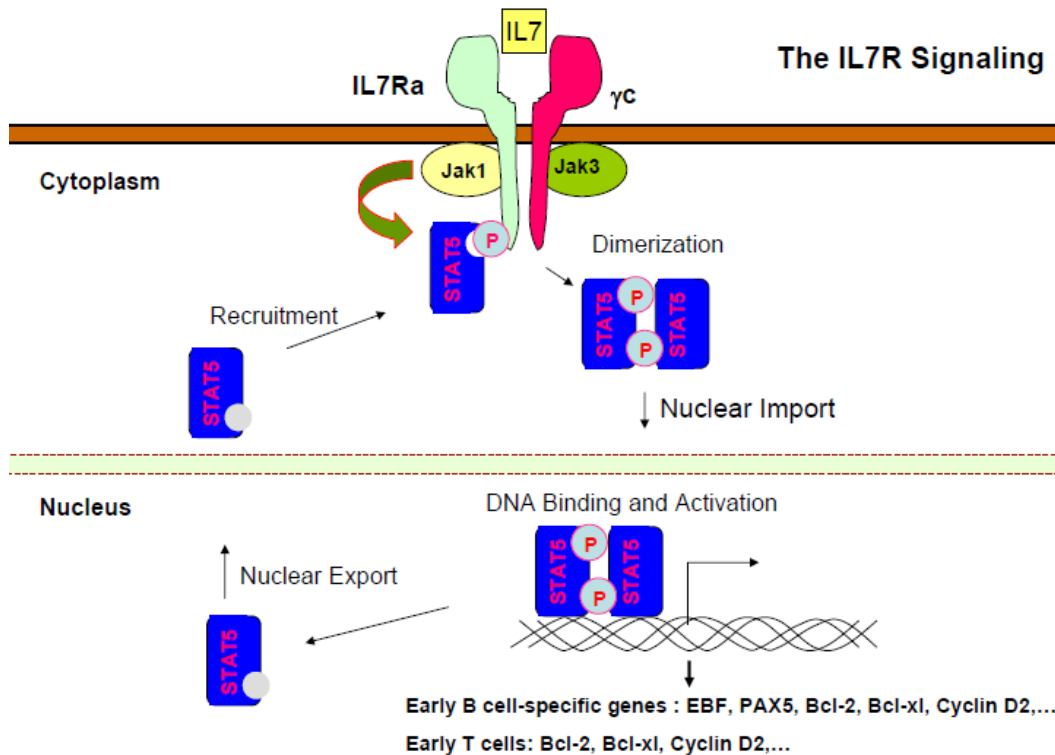 IL7
The IL7R Signaling
IL7Ra
γc
Jak1
Jak3
Cytoplasm
STAT5
P
Dimerization
Recruitment
STAT5
P
P
STAT5
STAT5
Nuclear Import
Nucleus
DNA Binding and Activation
STAT5
P
P
STAT5
Nuclear Export
STAT5
Early B cell-specific genes : EBF, PAX5, Bcl-2, Bcl-xl, Cyclin D2,...
Early T cells: Bcl-2, Bcl-xl, Cyclin D2,...